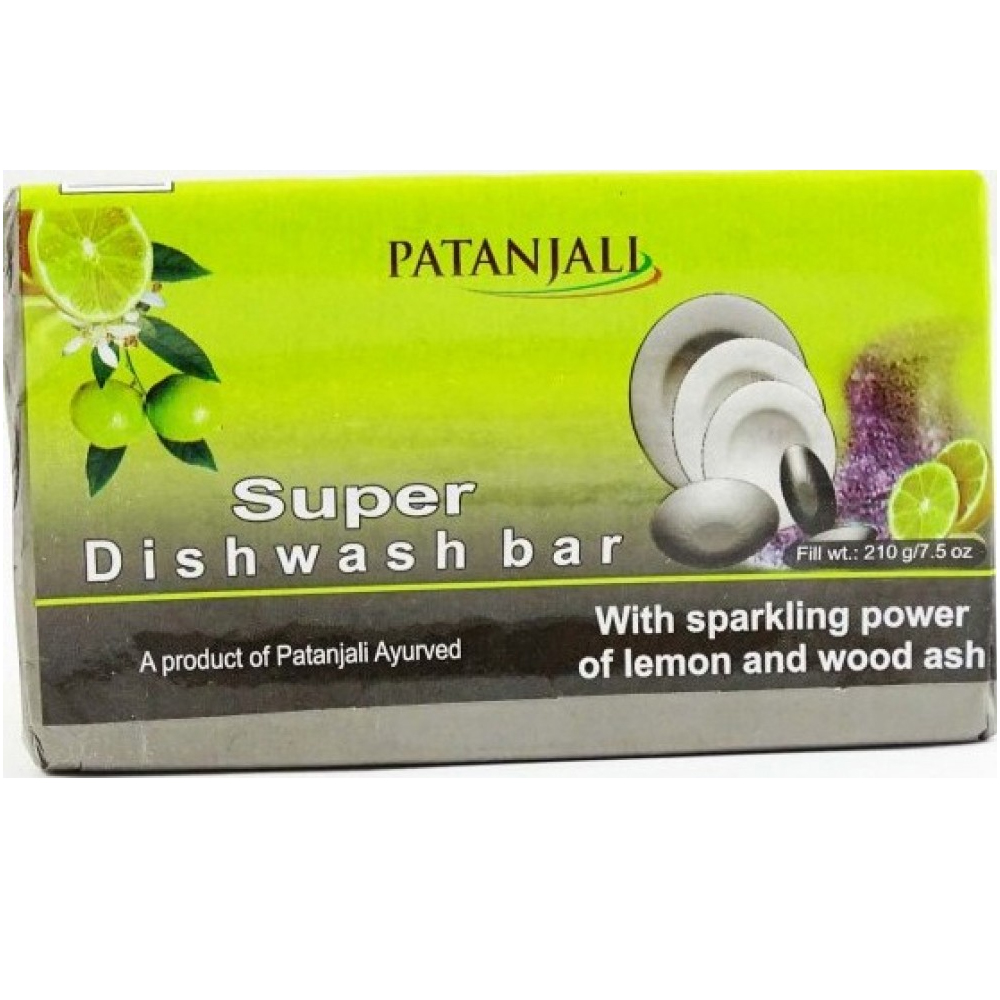 PATANJALI
Super
Dishwash bar
Fill wt.: 210 g/7.5 oz
With sparkling power
of lemon and wood ash
A product of Patanjali Ayurved